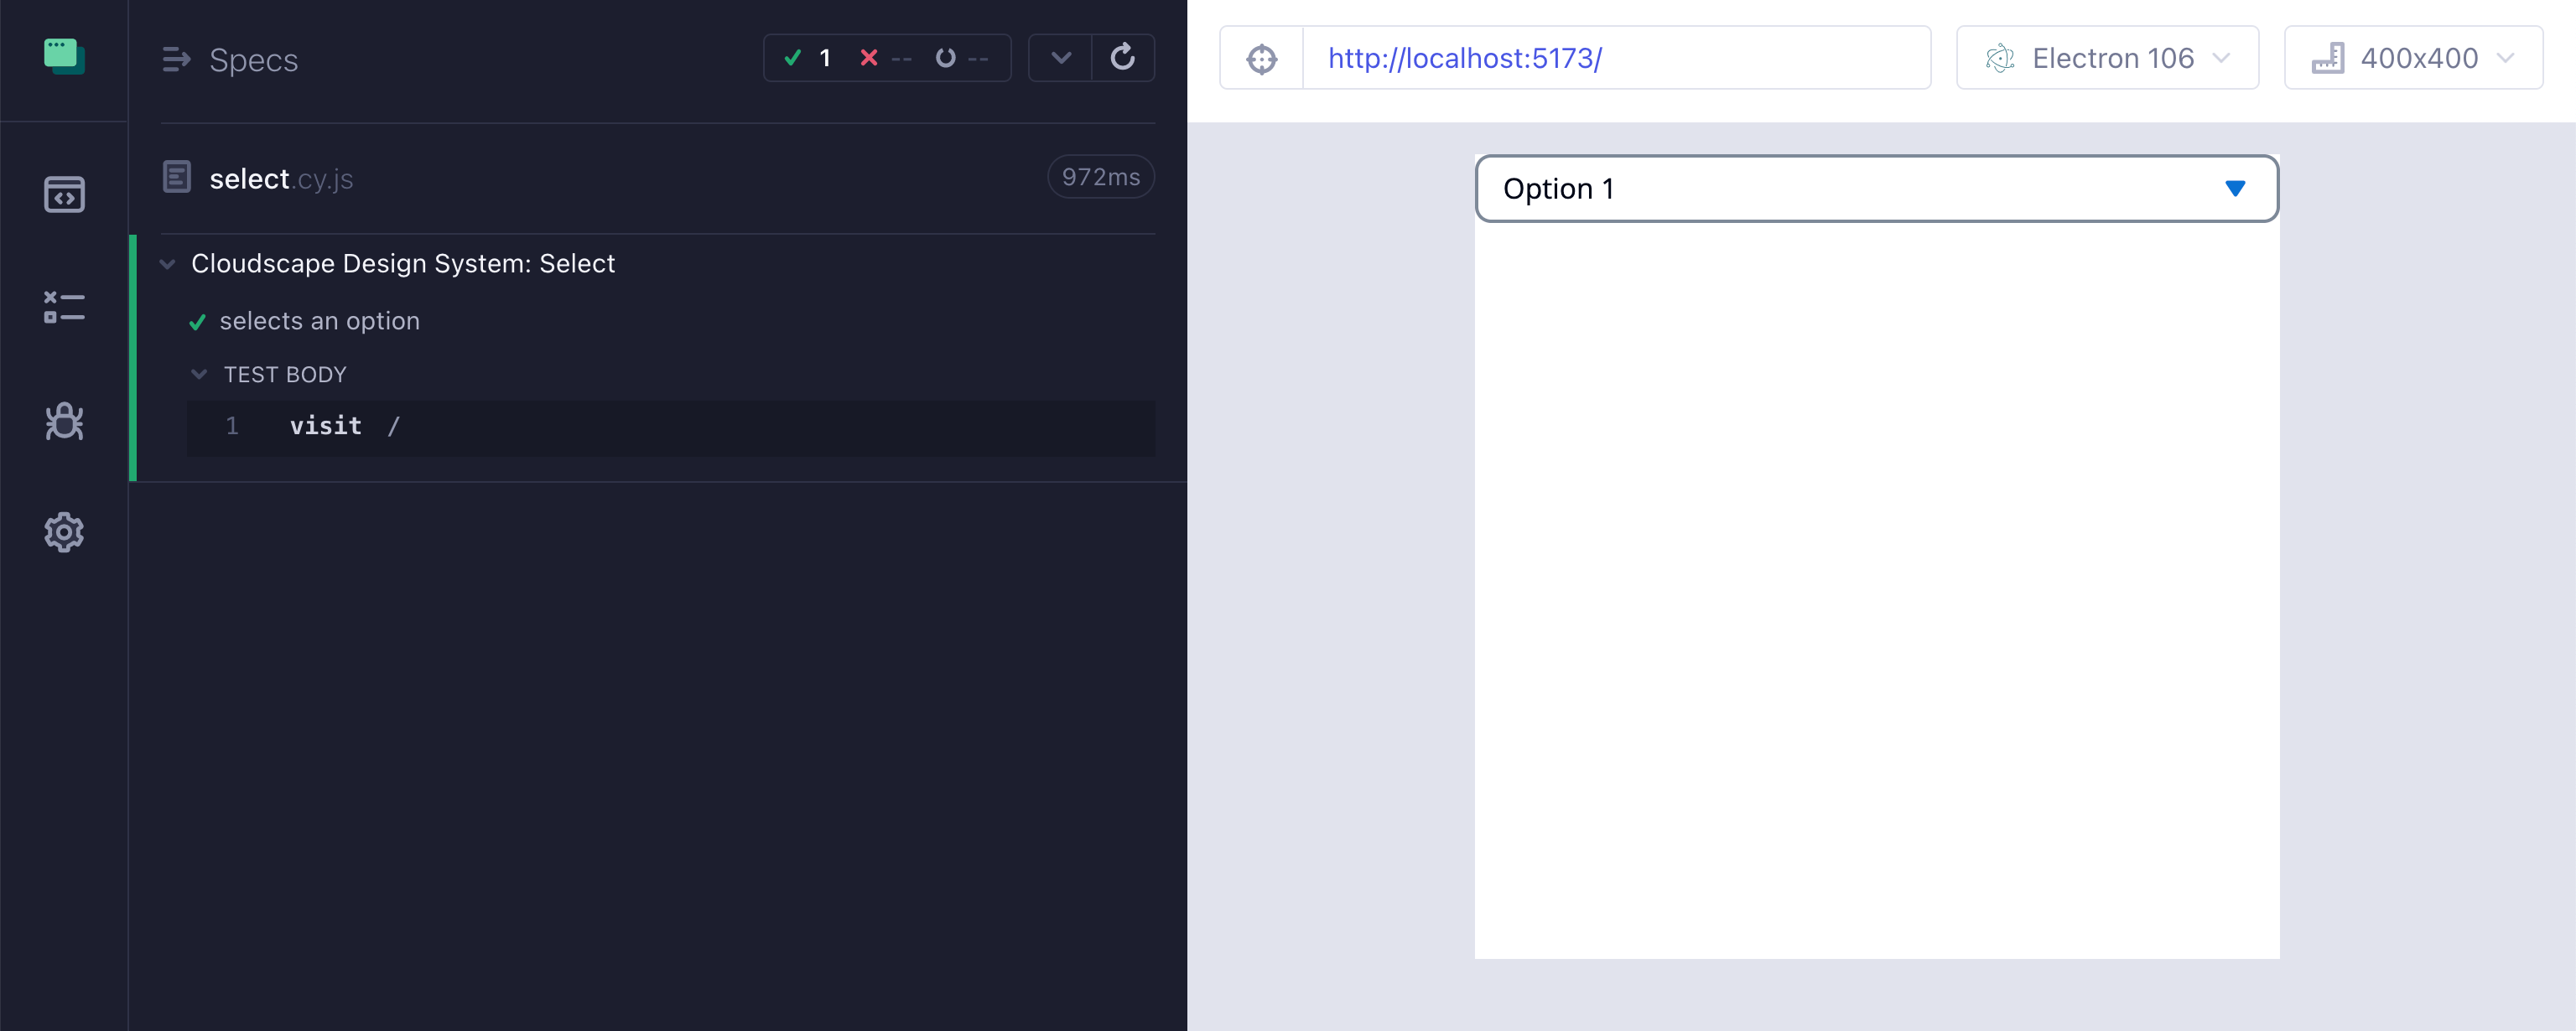 Specs
1 -- --
select.cy.js
972ms
Cloudscape Design System: Select
selects an option
TEST BODY
1 visit /
http://localhost:5173/
Electron 106
400x400
Option 1